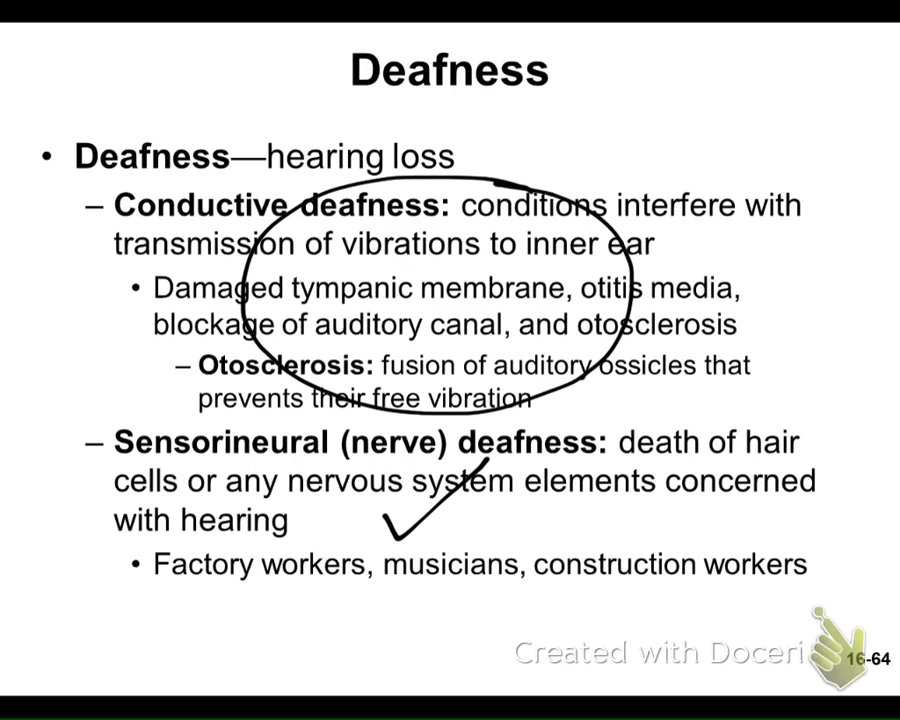 Deafness
• Deafness—hearing loss
– Conductive deafness: conditions interfere with
transmission of vibrations to inner ear
• Damaged tympanic membrane, otitis media,
blockage of auditory canal, and otosclerosis
– Otosclerosis: fusion of auditory ossicles that
prevents their free vibration
– Sensorineural (nerve) deafness: death of hair
cells or any nervous system elements concerned
with hearing
• Factory workers, musicians, construction workers
Created with Doceri
16-64